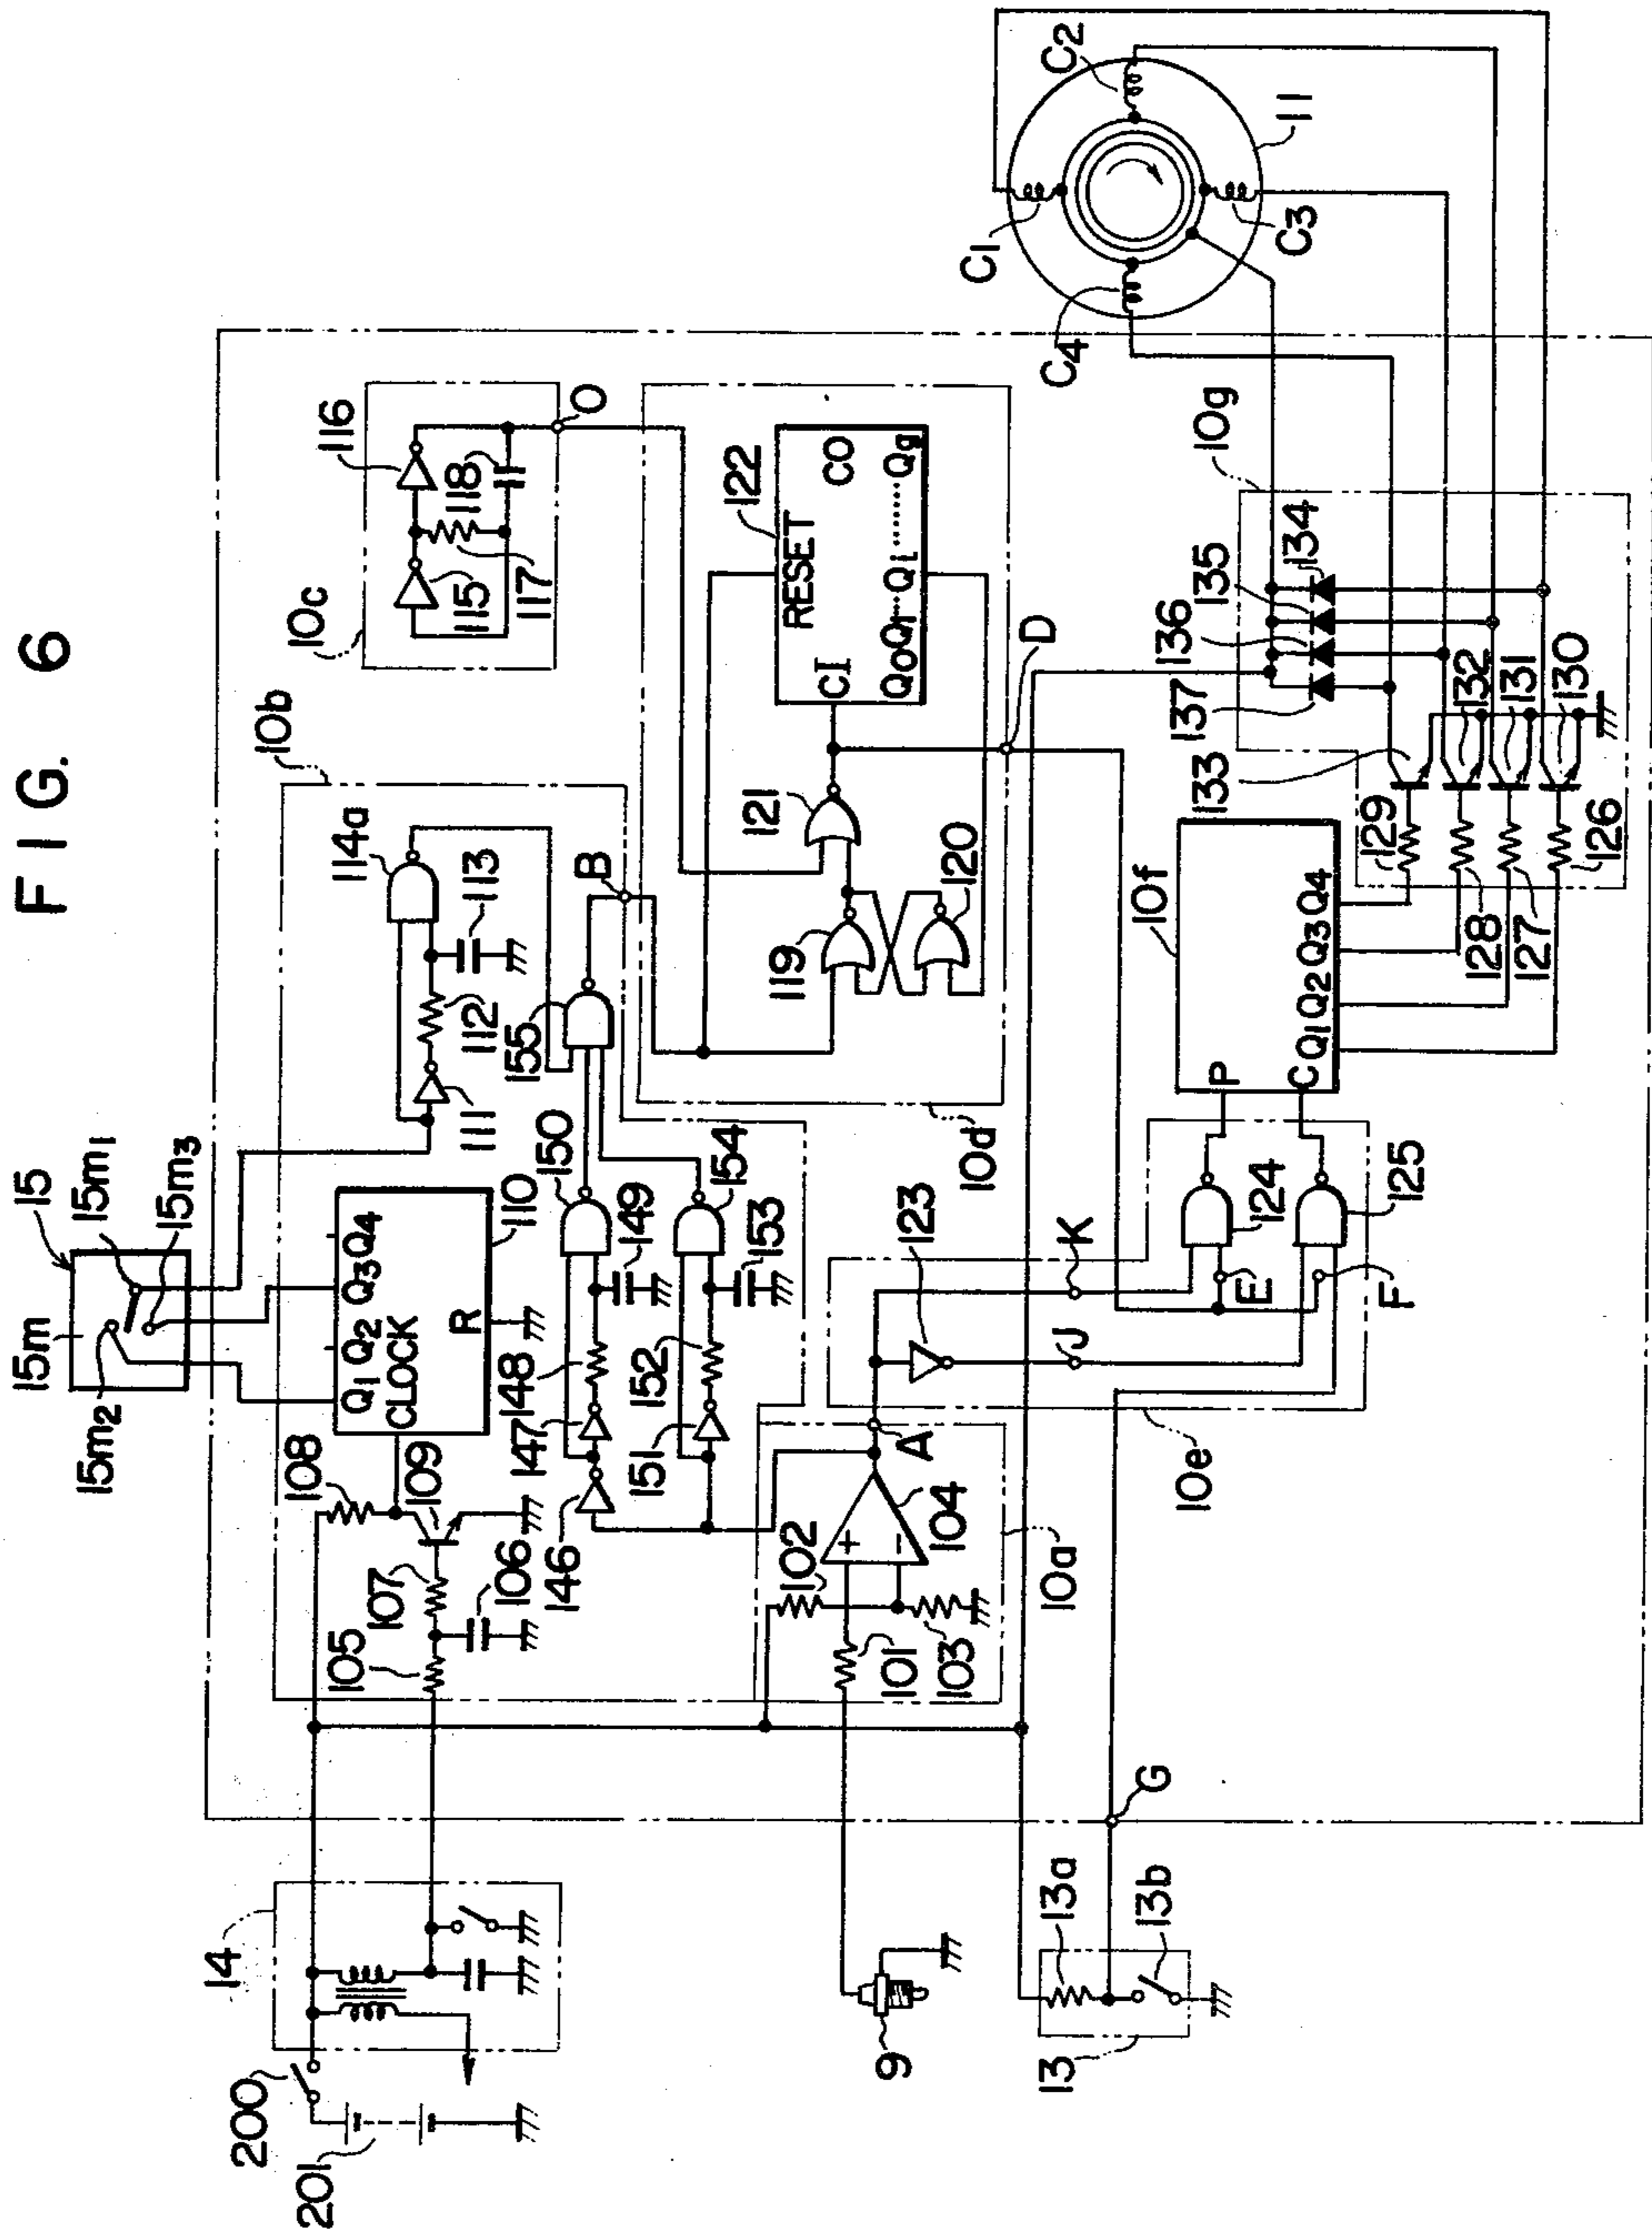 FIG. 6
15
15m
15m1
15m2
15m3
10b
10c
116
115
117
118
O
114a
113
112
111
Q1 Q2 Q3 Q4
CLOCK
R
110
108
109
107
105
106
14
200
201
155
B
150
149
148
147
146
154
153
152
151
122
RESET
CI
CO
Q0 Q1 ... Qi ...... Qq
121
119
120
D
10d
102
104
101
103
10a
A
123
K
J
E
F
124
125
10e
P
C
Q1 Q2 Q3 Q4
10f
10g
129
128
127
126
133
132
131
130
137
136
135
134
C1
C2
C3
C4
11
9
G
13a
13b
13
+
−